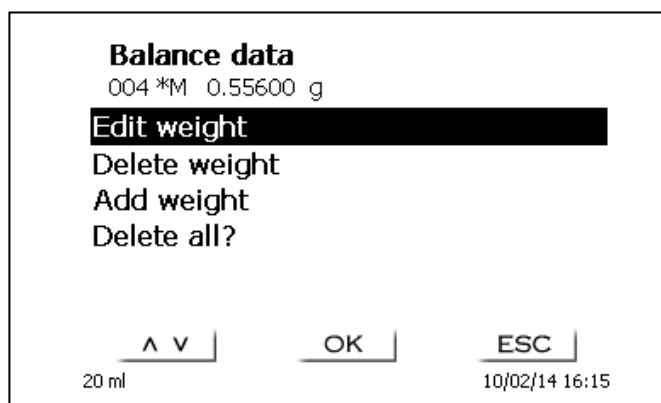 Balance data
004 *M 0.55600 g
Edit weight
Delete weight
Add weight
Delete all?
∧ ∨ OK ESC
20 ml 10/02/14 16:15